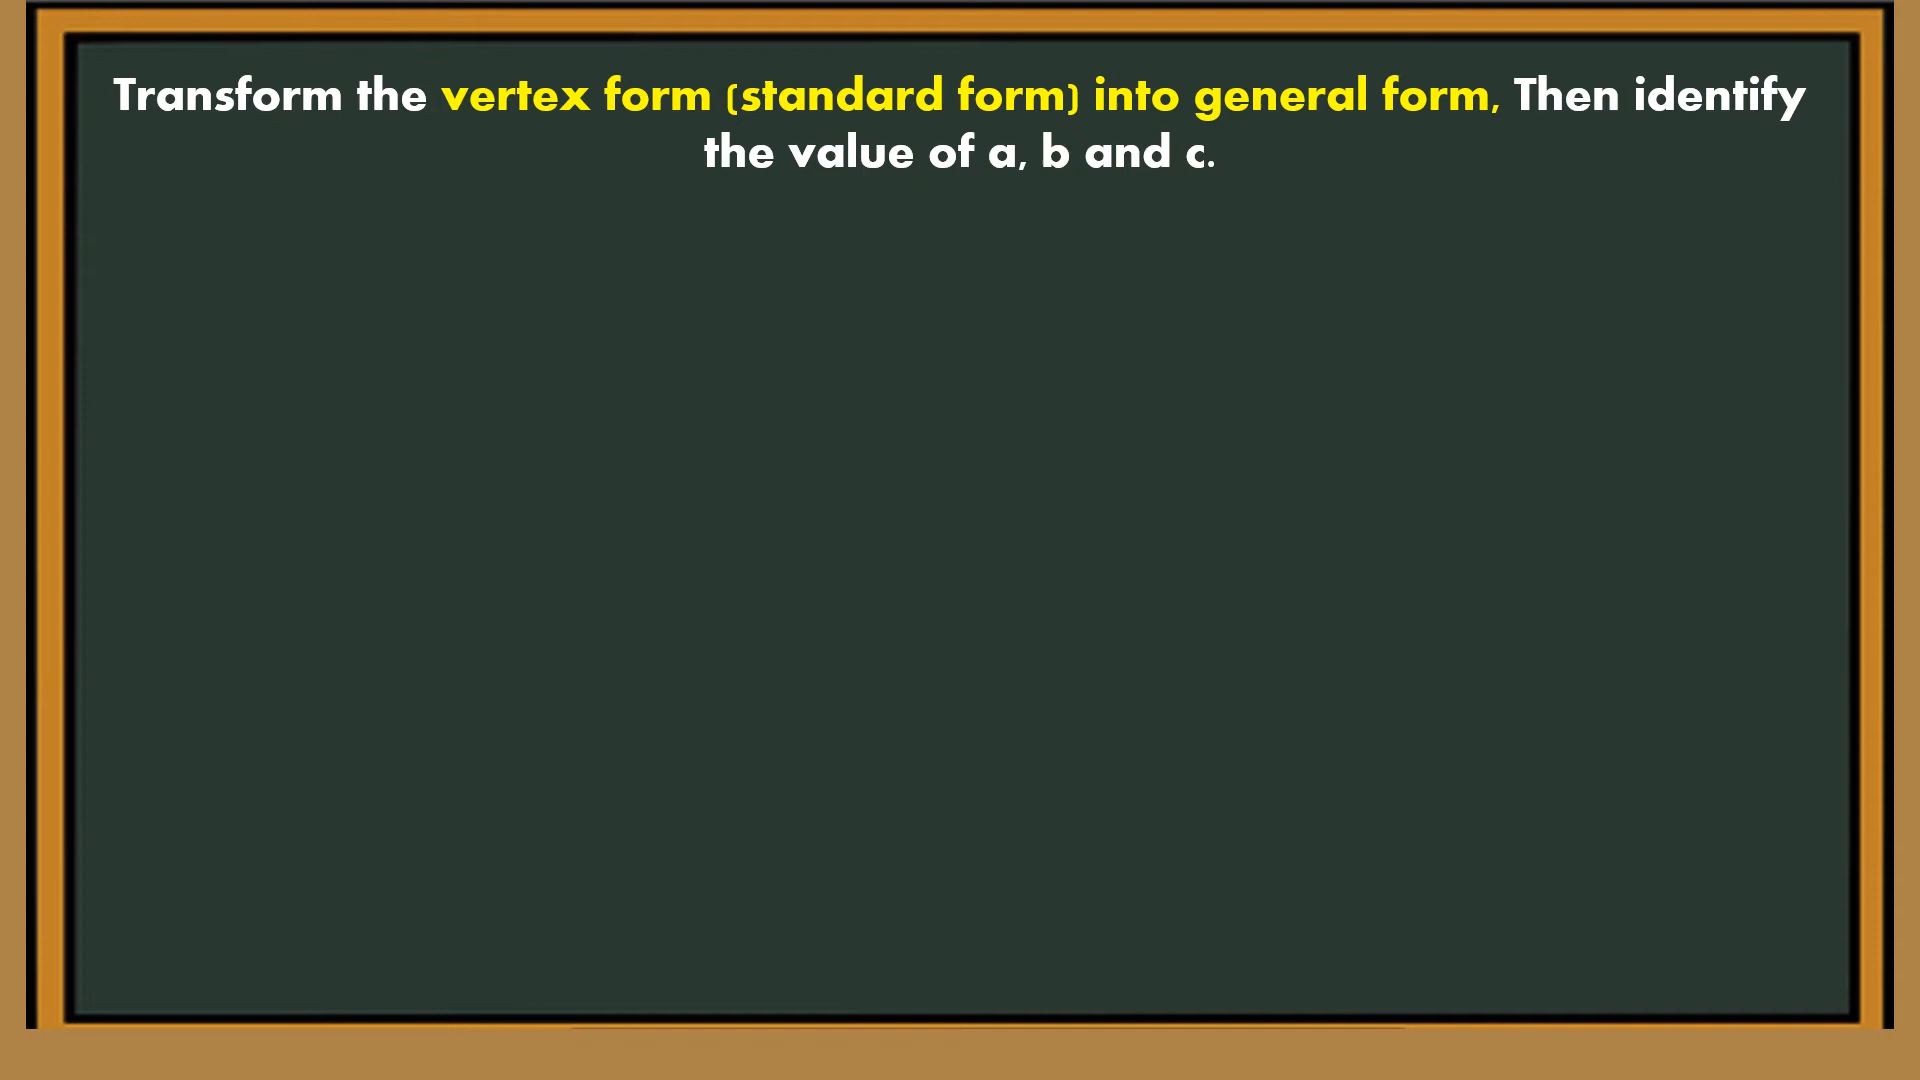 Transform the vertex form (standard form) into general form, Then identify
the value of a, b and c.